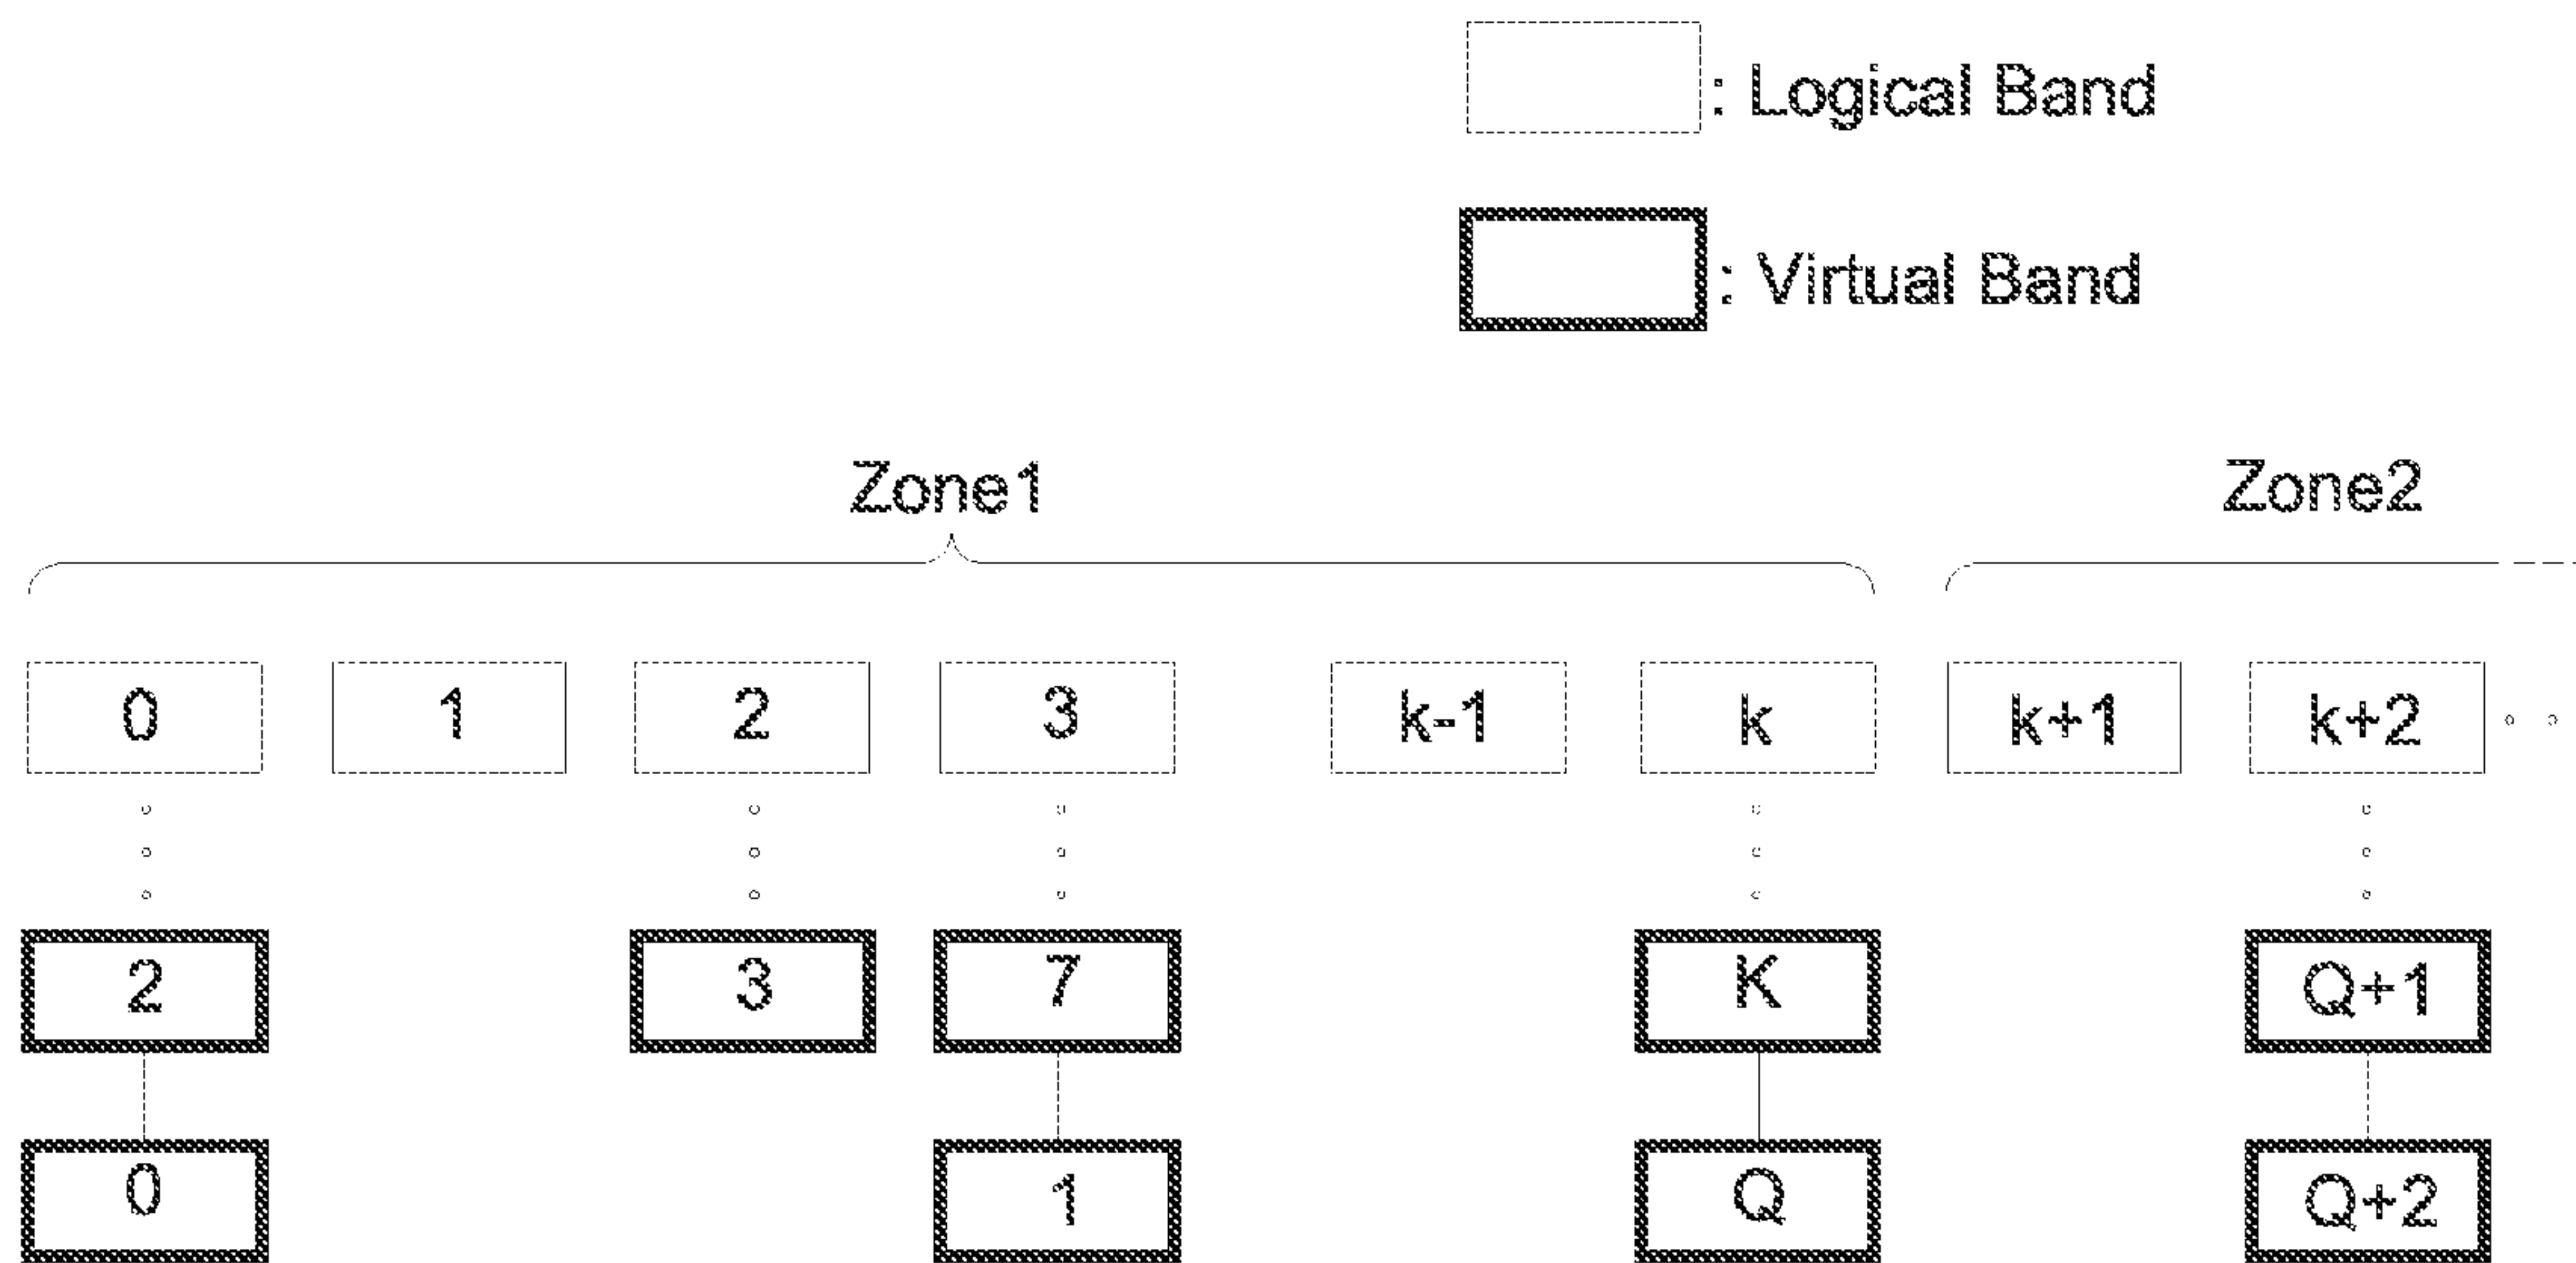 : Logical Band
: Virtual Band
Zone1 Zone2
0 1 2 3 k-1 k k+1 k+2
2 3 7 K Q+1
0 1 Q Q+2